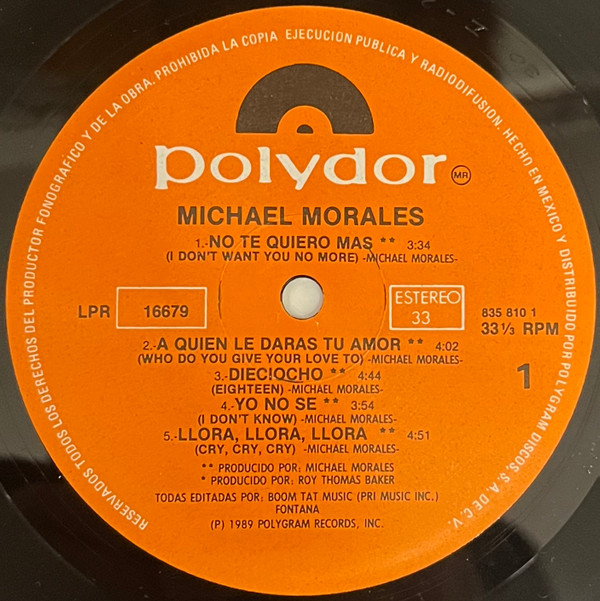 RESERVADOS TODOS LOS DERECHOS DEL PRODUCTOR FONOGRAFICO Y DE LA OBRA. PROHIBIDA LA COPIA EJECUCION PUBLICA Y RADIODIFUSION. HECHO EN MEXICO Y DISTRIBUIDO POR POLYGRAM DISCOS, S.A. DE C.V.
polydor MR
MICHAEL MORALES
1.-NO TE QUIERO MAS ** 3:34
(I DON'T WANT YOU NO MORE) -MICHAEL MORALES-
LPR 16679
ESTEREO
33
835 810 1
33 1/3 RPM
2.-A QUIEN LE DARAS TU AMOR ** 4:02
(WHO DO YOU GIVE YOUR LOVE TO) -MICHAEL MORALES-
3.-DIEC!OCHO ** 4:44
(EIGHTEEN) -MICHAEL MORALES-
1
4.-YO NO SE ** 3:54
(I DON'T KNOW) -MICHAEL MORALES-
5.-LLORA, LLORA, LLORA ** 4:51
(CRY, CRY, CRY) -MICHAEL MORALES-
** PRODUCIDO POR: MICHAEL MORALES
* PRODUCIDO POR: ROY THOMAS BAKER
TODAS EDITADAS POR: BOOM TAT MUSIC (PRI MUSIC INC.)
FONTANA
(P) 1989 POLYGRAM RECORDS, INC.